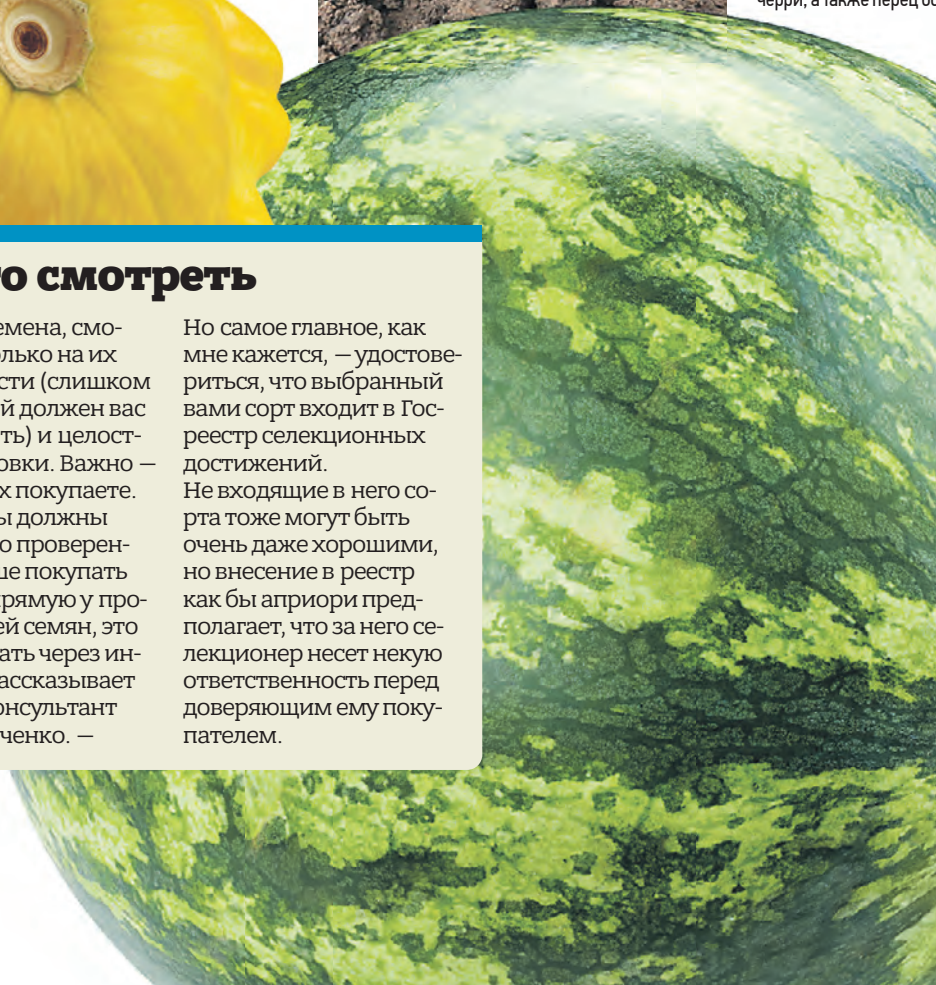 черри, а также перец
о смотреть
емена, смо-
лько на их
сти (слишком
й должен вас
ть) и целост-
овки. Важно —
х покупаете.
ы должны
о проверен-
ше покупать
прямую у про-
ей семян, это
ать через ин-
ассказывает
онсультант
ченко. —
Но самое главное, как
мне кажется, — удостове-
риться, что выбранный
вами сорт входит в Гос-
реестр селекционных
достижений.
Не входящие в него со-
рта тоже могут быть
очень даже хорошими,
но внесение в реестр
как бы априори пред-
полагает, что за него се-
лекционер несет некую
ответственность перед
доверяющим ему поку-
пателем.